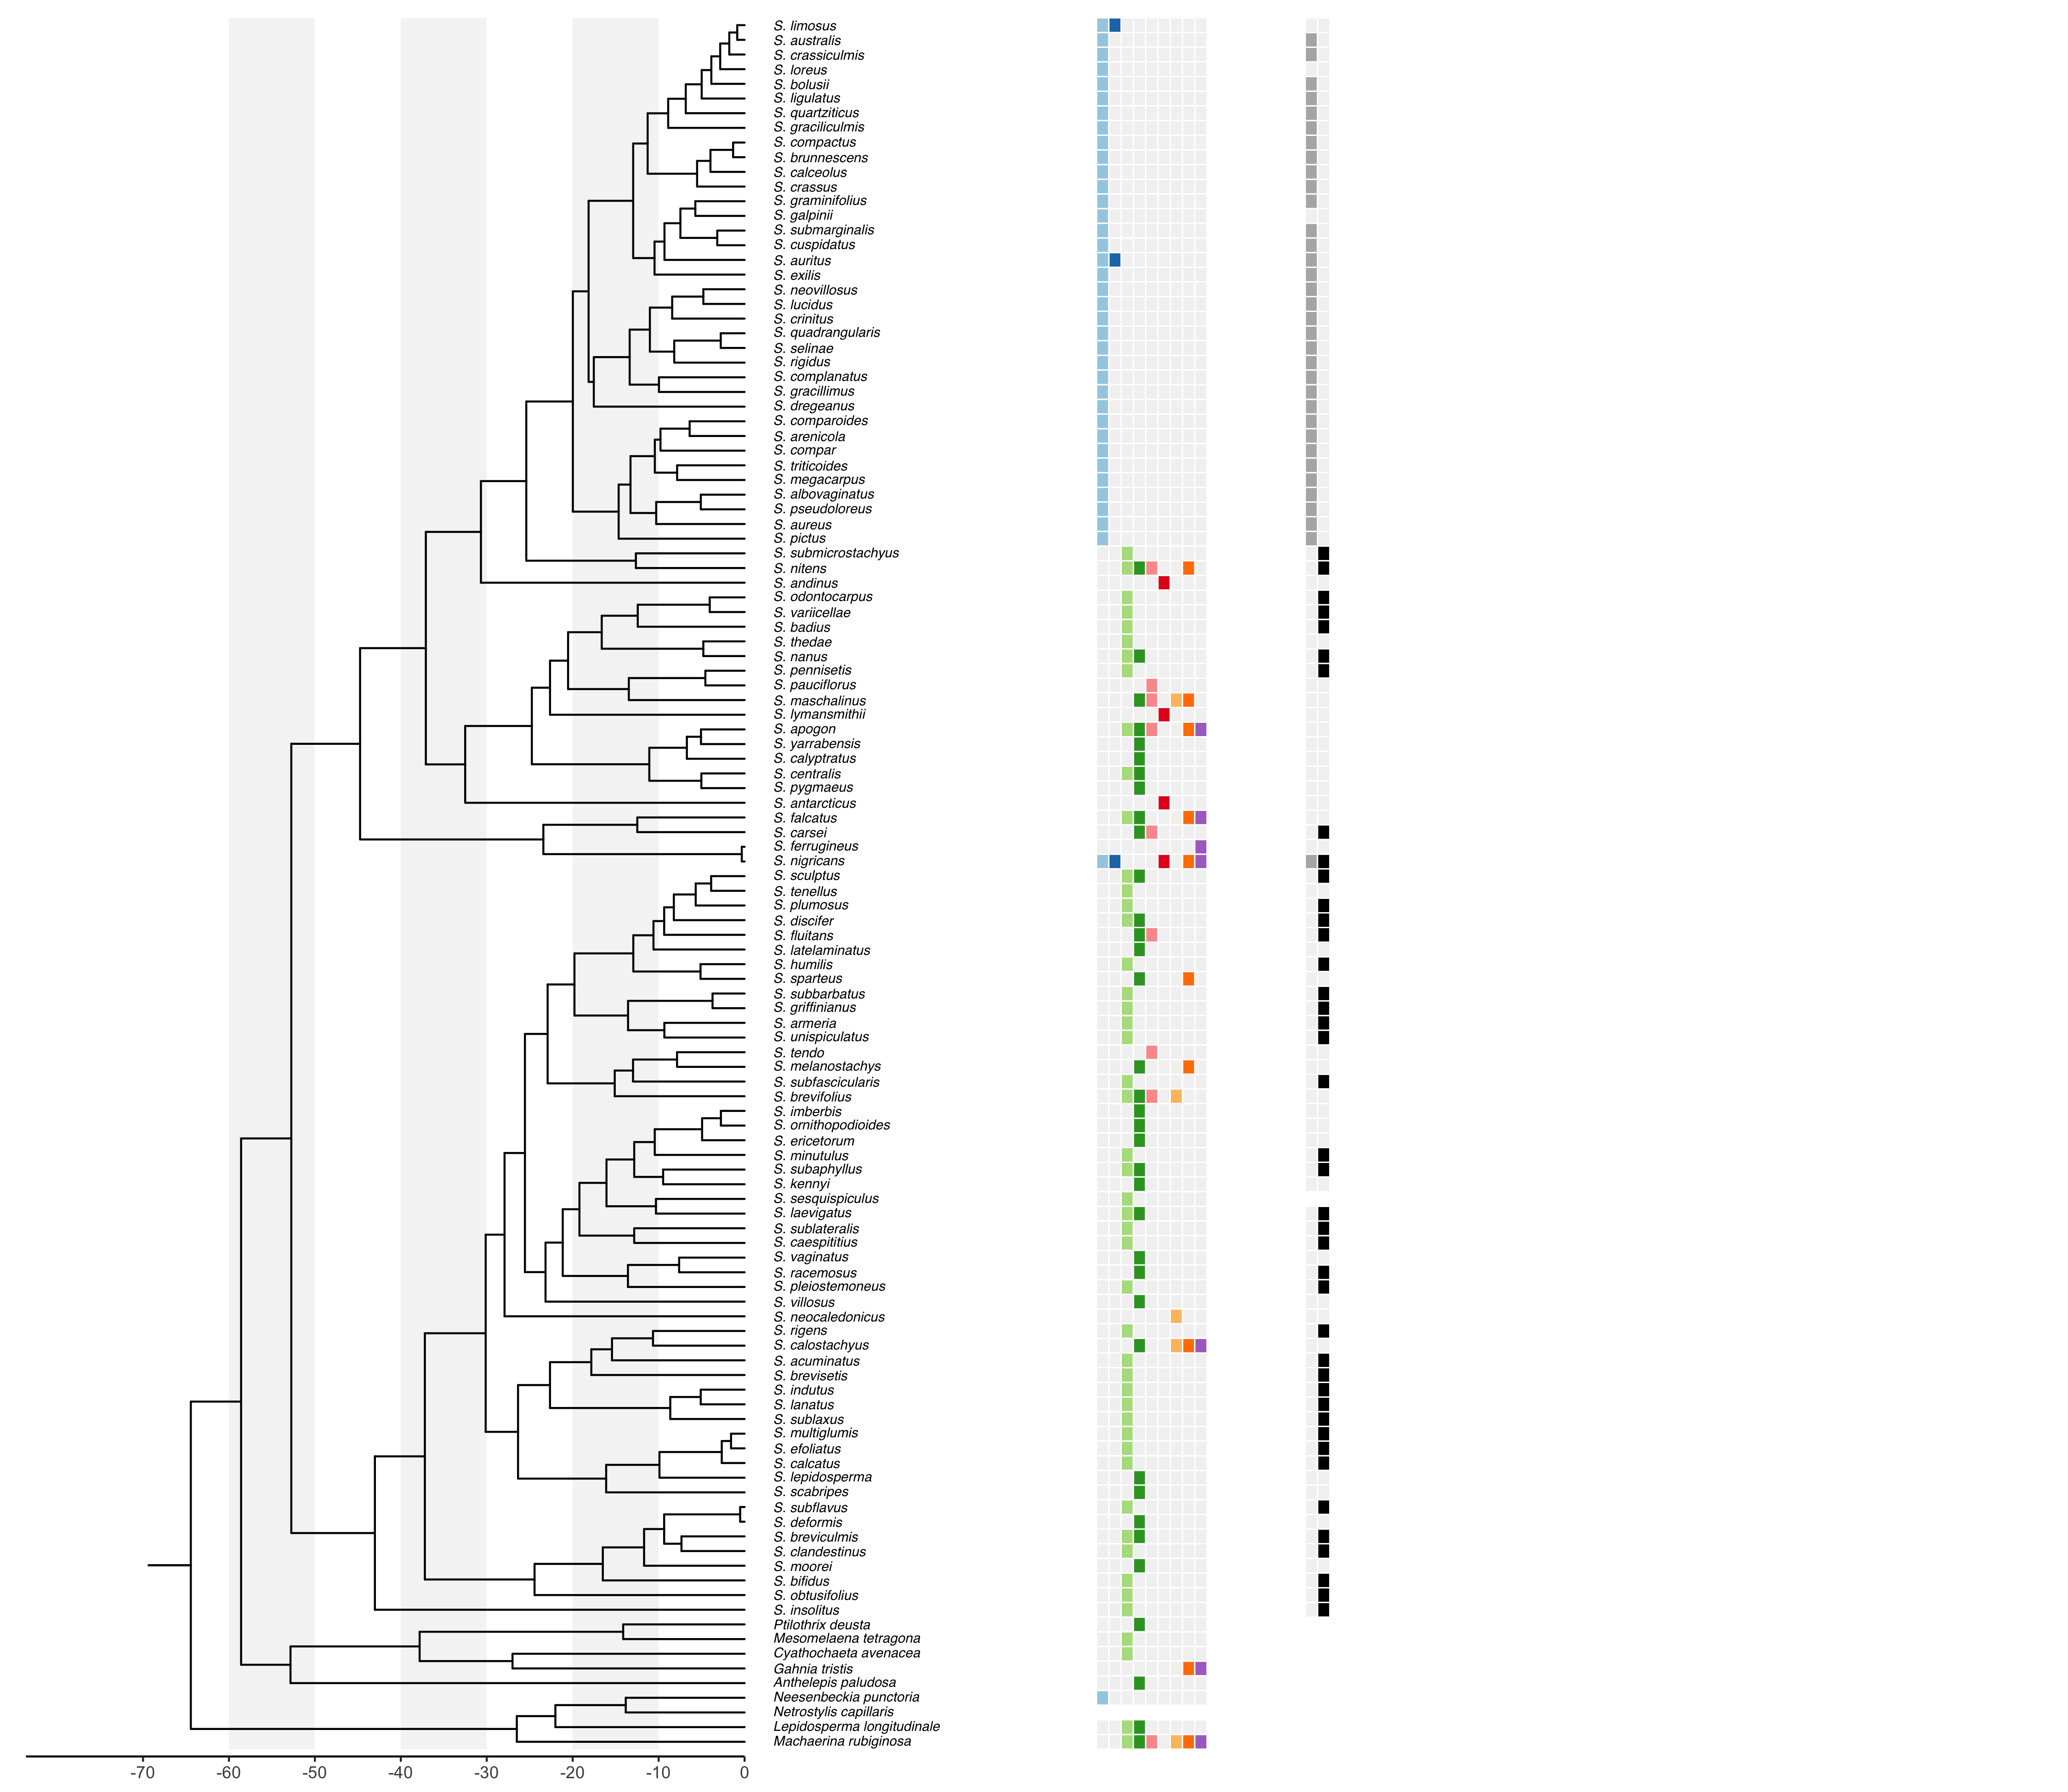 S. limosus
S. australis
S. crassiculmis
S. loreus
S. bolusii
S. ligulatus
S. quartziticus
S. graciliculmis
S. compactus
S. brunnescens
S. calceolus
S. crassus
S. graminifolius
S. galpinii
S. submarginalis
S. cuspidatus
S. auritus
S. exilis
S. neovillosus
S. lucidus
S. crinitus
S. quadrangularis
S. selinae
S. rigidus
S. complanatus
S. gracillimus
S. dregeanus
S. comparoides
S. arenicola
S. compar
S. triticoides
S. megacarpus
S. albovaginatus
S. pseudoloreus
S. aureus
S. pictus
S. submicrostachyus
S. nitens
S. andinus
S. odontocarpus
S. variicellae
S. badius
S. thedae
S. nanus
S. pennisetis
S. pauciflorus
S. maschalinus
S. lymansmithii
S. apogon
S. yarrabensis
S. calyptratus
S. centralis
S. pygmaeus
S. antarcticus
S. falcatus
S. carsei
S. ferrugineus
S. nigricans
S. sculptus
S. tenellus
S. plumosus
S. discifer
S. fluitans
S. latelaminatus
S. humilis
S. sparteus
S. subbarbatus
S. griffinianus
S. armeria
S. unispiculatus
S. tendo
S. melanostachys
S. subfascicularis
S. brevifolius
S. imberbis
S. ornithopodioides
S. ericetorum
S. minutulus
S. subaphyllus
S. kennyi
S. sesquispiculus
S. laevigatus
S. sublateralis
S. caespititius
S. vaginatus
S. racemosus
S. pleiostemoneus
S. villosus
S. neocaledonicus
S. rigens
S. calostachyus
S. acuminatus
S. brevisetis
S. indutus
S. lanatus
S. sublaxus
S. multiglumis
S. efoliatus
S. calcatus
S. lepidosperma
S. scabripes
S. subflavus
S. deformis
S. breviculmis
S. clandestinus
S. moorei
S. bifidus
S. obtusifolius
S. insolitus
Ptilothrix deusta
Mesomelaena tetragona
Cyathochaeta avenacea
Gahnia tristis
Anthelepis paludosa
Neesenbeckia punctoria
Netrostylis capillaris
Lepidosperma longitudinale
Machaerina rubiginosa
-70 -60 -50 -40 -30 -20 -10 0